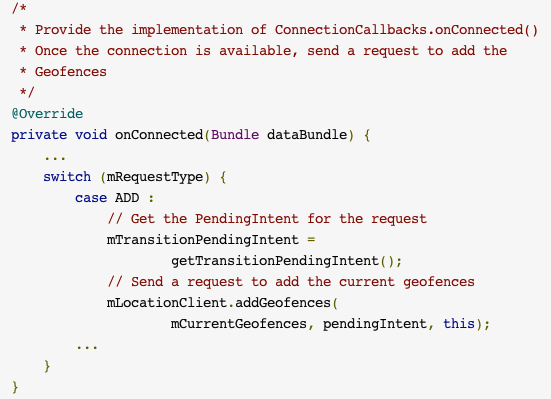 /*
 * Provide the implementation of ConnectionCallbacks.onConnected()
 * Once the connection is available, send a request to add the
 * Geofences
 */
@Override
private void onConnected(Bundle dataBundle) {
    ...
    switch (mRequestType) {
        case ADD :
            // Get the PendingIntent for the request
            mTransitionPendingIntent =
                    getTransitionPendingIntent();
            // Send a request to add the current geofences
            mLocationClient.addGeofences(
                    mCurrentGeofences, pendingIntent, this);
        ...
    }
}